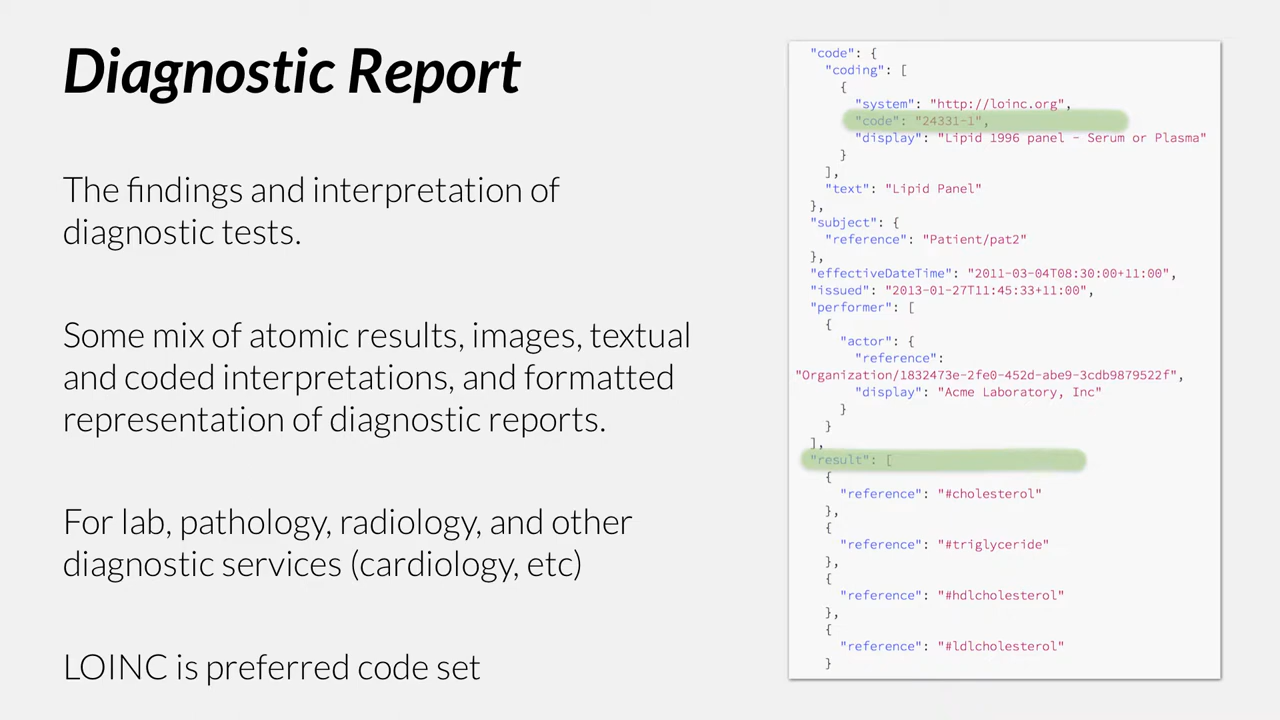 Diagnostic Report
The findings and interpretation of
diagnostic tests.
Some mix of atomic results, images, textual
and coded interpretations, and formatted
representation of diagnostic reports.
For lab, pathology, radiology, and other
diagnostic services (cardiology, etc)
LOINC is preferred code set
"code": {
"coding": [
{
"system": "http://loinc.org",
"code": "24331-1",
"display": "Lipid 1996 panel - Serum or Plasma"
}
],
"text": "Lipid Panel"
},
"subject": {
"reference": "Patient/pat2"
},
"effectiveDateTime": "2011-03-04T08:30:00+11:00",
"issued": "2013-01-27T11:45:33+11:00",
"performer": [
{
"actor": {
"reference":
"Organization/1832473e-2fe0-452d-abe9-3cdb9879522f",
"display": "Acme Laboratory, Inc"
}
}
],
"result": [
{
"reference": "#cholesterol"
},
{
"reference": "#triglyceride"
},
{
"reference": "#hdlcholesterol"
},
{
"reference": "#ldlcholesterol"
}